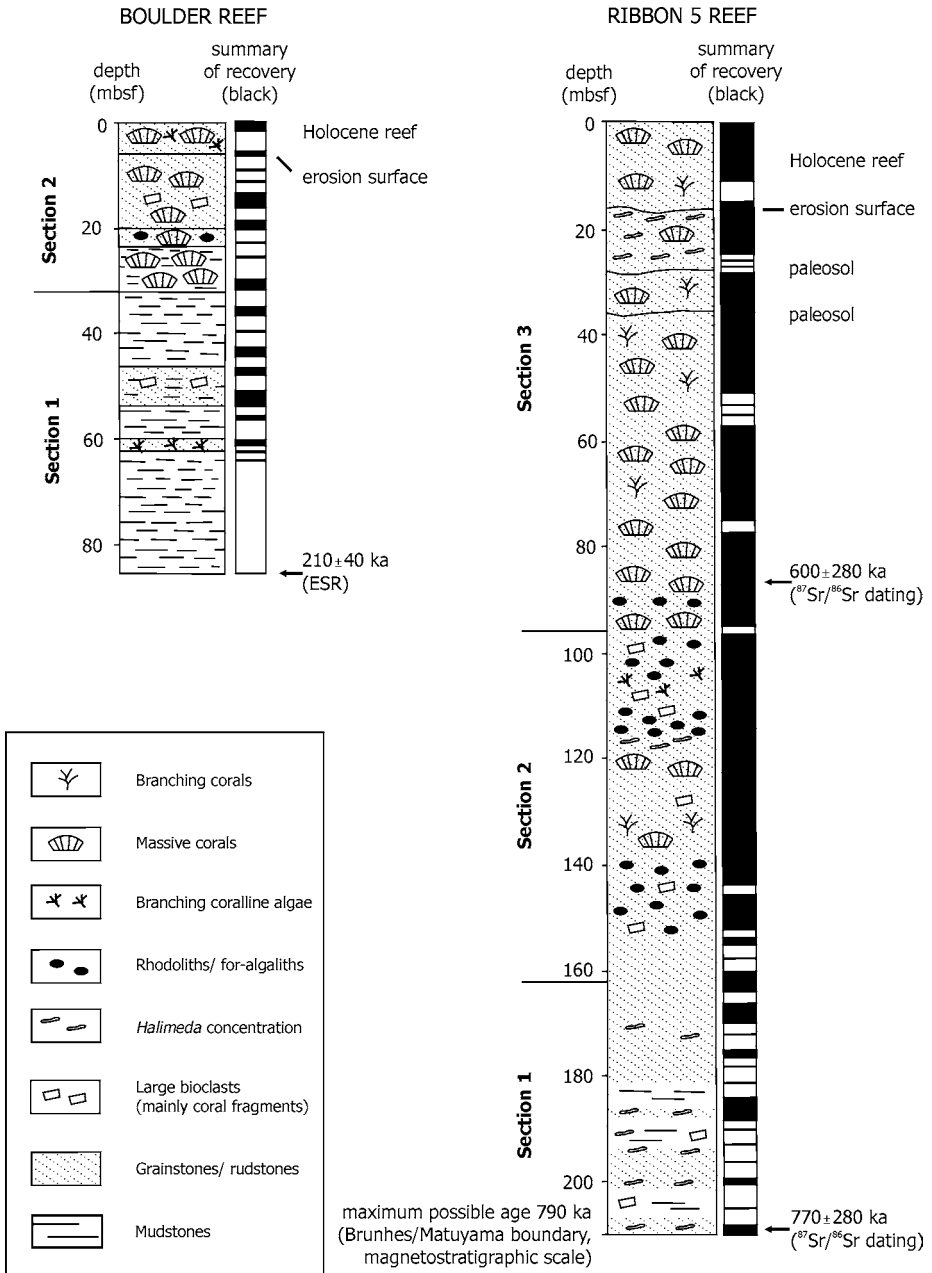 BOULDER REEF
depth
(mbsf)
summary
of recovery
(black)
0
20
40
60
80
Section 2
Section 1
Holocene reef
erosion surface
210±40 ka
(ESR)
RIBBON 5 REEF
depth
(mbsf)
summary
of recovery
(black)
0
20
40
60
80
100
120
140
160
180
200
Section 3
Section 2
Section 1
Holocene reef
erosion surface
paleosol
paleosol
600±280 ka
(⁸⁷Sr/⁸⁶Sr dating)
770±280 ka
(⁸⁷Sr/⁸⁶Sr dating)
maximum possible age 790 ka
(Brunhes/Matuyama boundary,
magnetostratigraphic scale)
Branching corals
Massive corals
Branching coralline algae
Rhodoliths/ for-algaliths
Halimeda concentration
Large bioclasts
(mainly coral fragments)
Grainstones/ rudstones
Mudstones